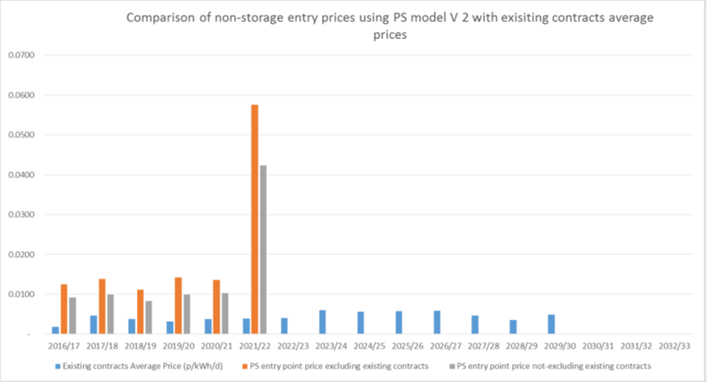 Comparison of non-storage entry prices using PS model V 2 with exisiting contracts average
prices
0.0700
0.0600
0.0500
0.0400
0.0300
0.0200
0.0100
-
2016/17 2017/18 2018/19 2019/20 2020/21 2021/22 2022/23 2023/24 2024/25 2025/26 2026/27 2027/28 2028/29 2029/30 2030/31 2031/32 2032/33
Existing contracts Average Price (p/kWh/d) PS entry point price excluding existing contracts PS entry point price not-excluding existing contracts